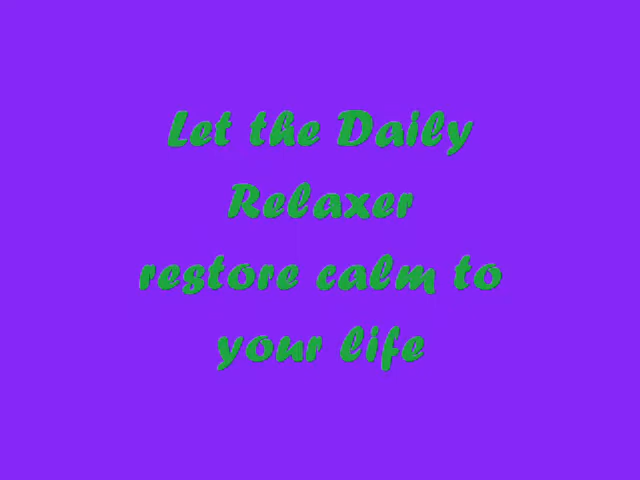 Let the Daily
Relaxer
restore calm to
your life